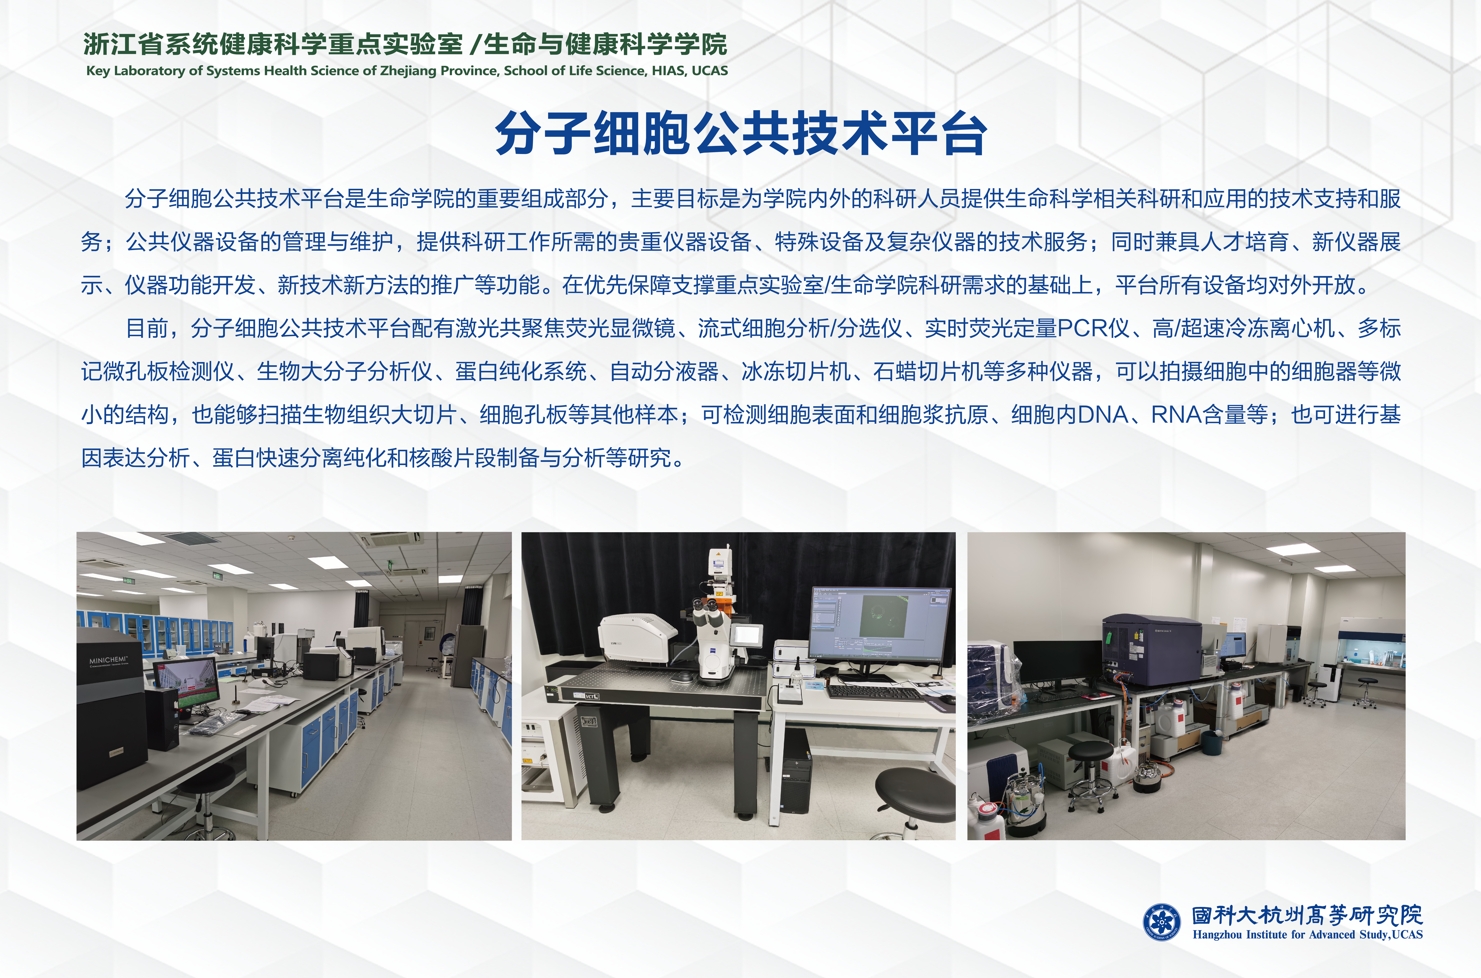 浙江省系统健康科学重点实验室 /生命与健康科学学院
Key Laboratory of Systems Health Science of Zhejiang Province, School of Life Science, HIAS, UCAS
分子细胞公共技术平台
分子细胞公共技术平台是生命学院的重要组成部分，主要目标是为学院内外的科研人员提供生命科学相关科研和应用的技术支持和服
务；公共仪器设备的管理与维护，提供科研工作所需的贵重仪器设备、特殊设备及复杂仪器的技术服务；同时兼具人才培育、新仪器展
示、仪器功能开发、新技术新方法的推广等功能。在优先保障支撑重点实验室/生命学院科研需求的基础上，平台所有设备均对外开放。
目前，分子细胞公共技术平台配有激光共聚焦荧光显微镜、流式细胞分析/分选仪、实时荧光定量PCR仪、高/超速冷冻离心机、多标
记微孔板检测仪、生物大分子分析仪、蛋白纯化系统、自动分液器、冰冻切片机、石蜡切片机等多种仪器，可以拍摄细胞中的细胞器等微
小的结构，也能够扫描生物组织大切片、细胞孔板等其他样本；可检测细胞表面和细胞浆抗原、细胞内DNA、RNA含量等；也可进行基
因表达分析、蛋白快速分离纯化和核酸片段制备与分析等研究。
MINICHEMI
國科大杭州高等研究院
Hangzhou Institute for Advanced Study,UCAS